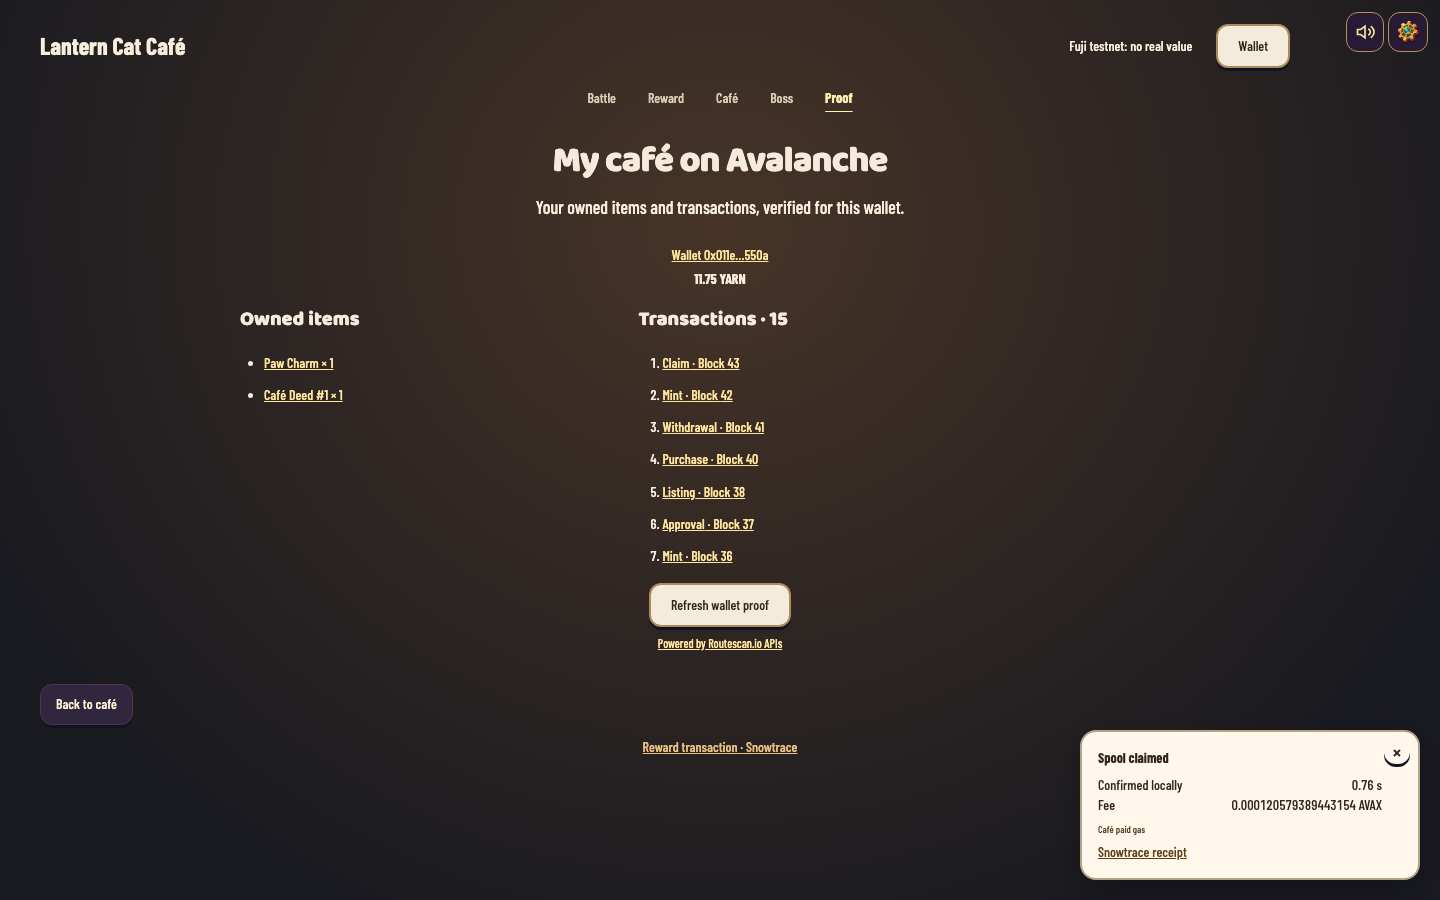 Lantern Cat Café
Fuji testnet: no real value
Wallet
Battle
Reward
Café
Boss
Proof
My café on Avalanche
Your owned items and transactions, verified for this wallet.
Wallet 0x011e...550a
11.75 YARN
Owned items
• Paw Charm × 1
• Café Deed #1 × 1
Transactions · 15
1. Claim · Block 43
2. Mint · Block 42
3. Withdrawal · Block 41
4. Purchase · Block 40
5. Listing · Block 38
6. Approval · Block 37
7. Mint · Block 36
Refresh wallet proof
Powered by Routescan.io APIs
Back to café
Reward transaction · Snowtrace
Spool claimed
×
Confirmed locally 0.76 s
Fee 0.000120579389443154 AVAX
Café paid gas
Snowtrace receipt